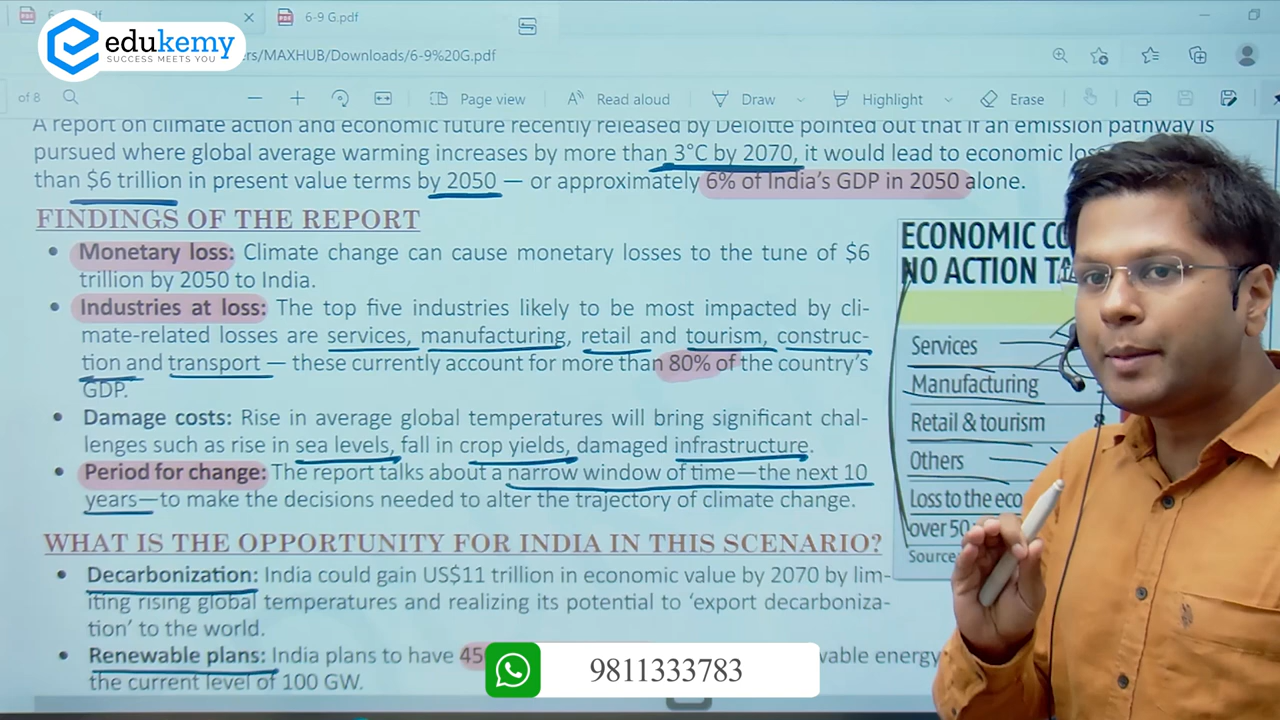 6-9 G.pdf
edukemy
SUCCESS MEETS YOU
ers/MAXHUB/Downloads/6-9%20G.pdf
of 8
Page view
Read aloud
Draw
Highlight
Erase
A report on climate action and economic future recently released by Deloitte pointed out that if an emission pathway is
pursued where global average warming increases by more than 3°C by 2070, it would lead to economic
than $6 trillion in present value terms by 2050 — or approximately 6% of India's GDP in 2050 alone.
FINDINGS OF THE REPORT
• Monetary loss: Climate change can cause monetary losses to the tune of $6
trillion by 2050 to India.
• Industries at loss: The top five industries likely to be most impacted by cli-
mate-related losses are services, manufacturing, retail and tourism, construc-
tion and transport — these currently account for more than 80% of the country's
GDP.
• Damage costs: Rise in average global temperatures will bring significant chal-
lenges such as rise in sea levels, fall in crop yields, damaged infrastructure.
• Period for change: The report talks about a narrow window of time—the next 10
years—to make the decisions needed to alter the trajectory of climate change.
WHAT IS THE OPPORTUNITY FOR INDIA IN THIS SCENARIO?
• Decarbonization: India could gain US$11 trillion in economic value by 2070 by lim-
iting rising global temperatures and realizing its potential to 'export decarboniza-
tion' to the world.
• Renewable plans: India plans to have 45 vable energy
the current level of 100 GW.
ECONOMIC CO
NO ACTION TA
Services
Manufacturing
Retail & tourism
Others
Loss to the eco
over 50
Source
9811333783